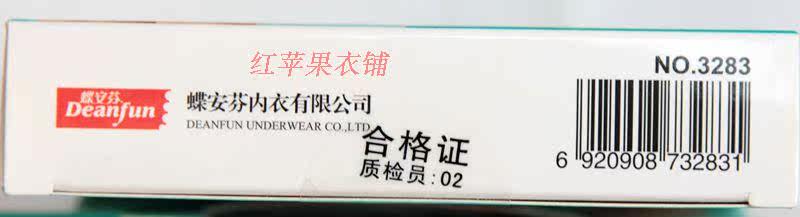 红苹果衣铺
NO.3283
蝶安芬
Deanfun
蝶安芬内衣有限公司
DEANFUN UNDERWEAR CO.,LTD
合格证
质检员:02
6 920908 732831